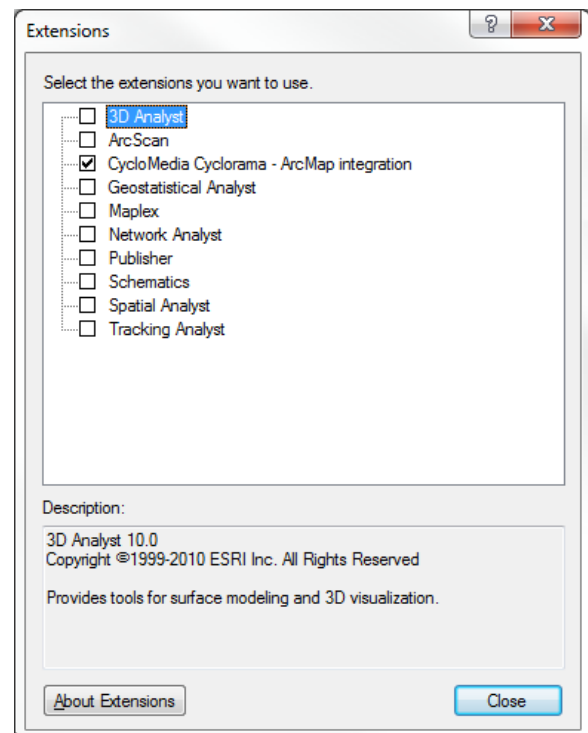 Extensions
Select the extensions you want to use.
3D Analyst
ArcScan
CycloMedia Cyclorama - ArcMap integration
Geostatistical Analyst
Maplex
Network Analyst
Publisher
Schematics
Spatial Analyst
Tracking Analyst
Description:
3D Analyst 10.0
Copyright ©1999-2010 ESRI Inc. All Rights Reserved
Provides tools for surface modeling and 3D visualization.
About Extensions
Close